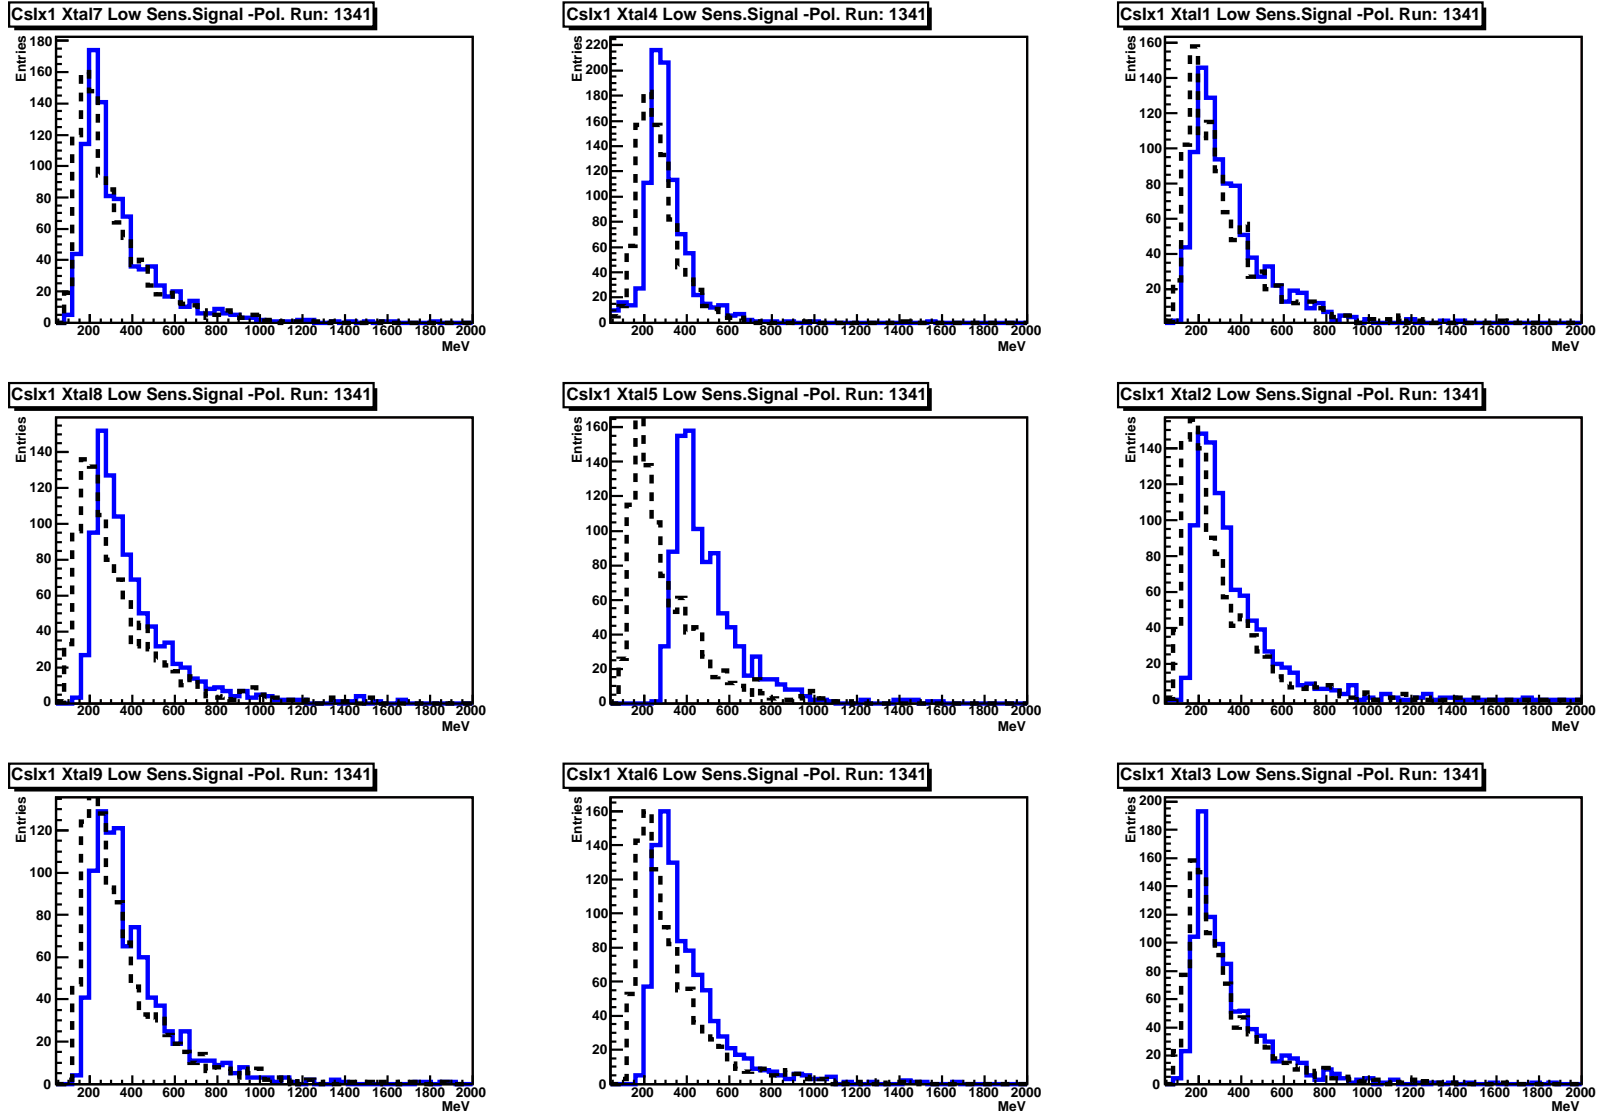 CsIx1 Xtal7 Low Sens.Signal -Pol. Run: 1341
Entries
180
160
140
120
100
80
60
40
20
0
200 400 600 800 1000 1200 1400 1600 1800 2000
MeV
CsIx1 Xtal4 Low Sens.Signal -Pol. Run: 1341
Entries
220
200
180
160
140
120
100
80
60
40
20
0
200 400 600 800 1000 1200 1400 1600 1800 2000
MeV
CsIx1 Xtal1 Low Sens.Signal -Pol. Run: 1341
Entries
160
140
120
100
80
60
40
20
200 400 600 800 1000 1200 1400 1600 1800 2000
MeV
CsIx1 Xtal8 Low Sens.Signal -Pol. Run: 1341
Entries
140
120
100
80
60
40
20
0
200 400 600 800 1000 1200 1400 1600 1800 2000
MeV
CsIx1 Xtal5 Low Sens.Signal -Pol. Run: 1341
Entries
160
140
120
100
80
60
40
20
0
200 400 600 800 1000 1200 1400 1600 1800 2000
MeV
CsIx1 Xtal2 Low Sens.Signal -Pol. Run: 1341
Entries
140
120
100
80
60
40
20
0
200 400 600 800 1000 1200 1400 1600 1800 2000
MeV
CsIx1 Xtal9 Low Sens.Signal -Pol. Run: 1341
Entries
120
100
80
60
40
20
0
200 400 600 800 1000 1200 1400 1600 1800 2000
MeV
CsIx1 Xtal6 Low Sens.Signal -Pol. Run: 1341
Entries
160
140
120
100
80
60
40
20
0
200 400 600 800 1000 1200 1400 1600 1800 2000
MeV
CsIx1 Xtal3 Low Sens.Signal -Pol. Run: 1341
Entries
200
180
160
140
120
100
80
60
40
20
0
200 400 600 800 1000 1200 1400 1600 1800 2000
MeV